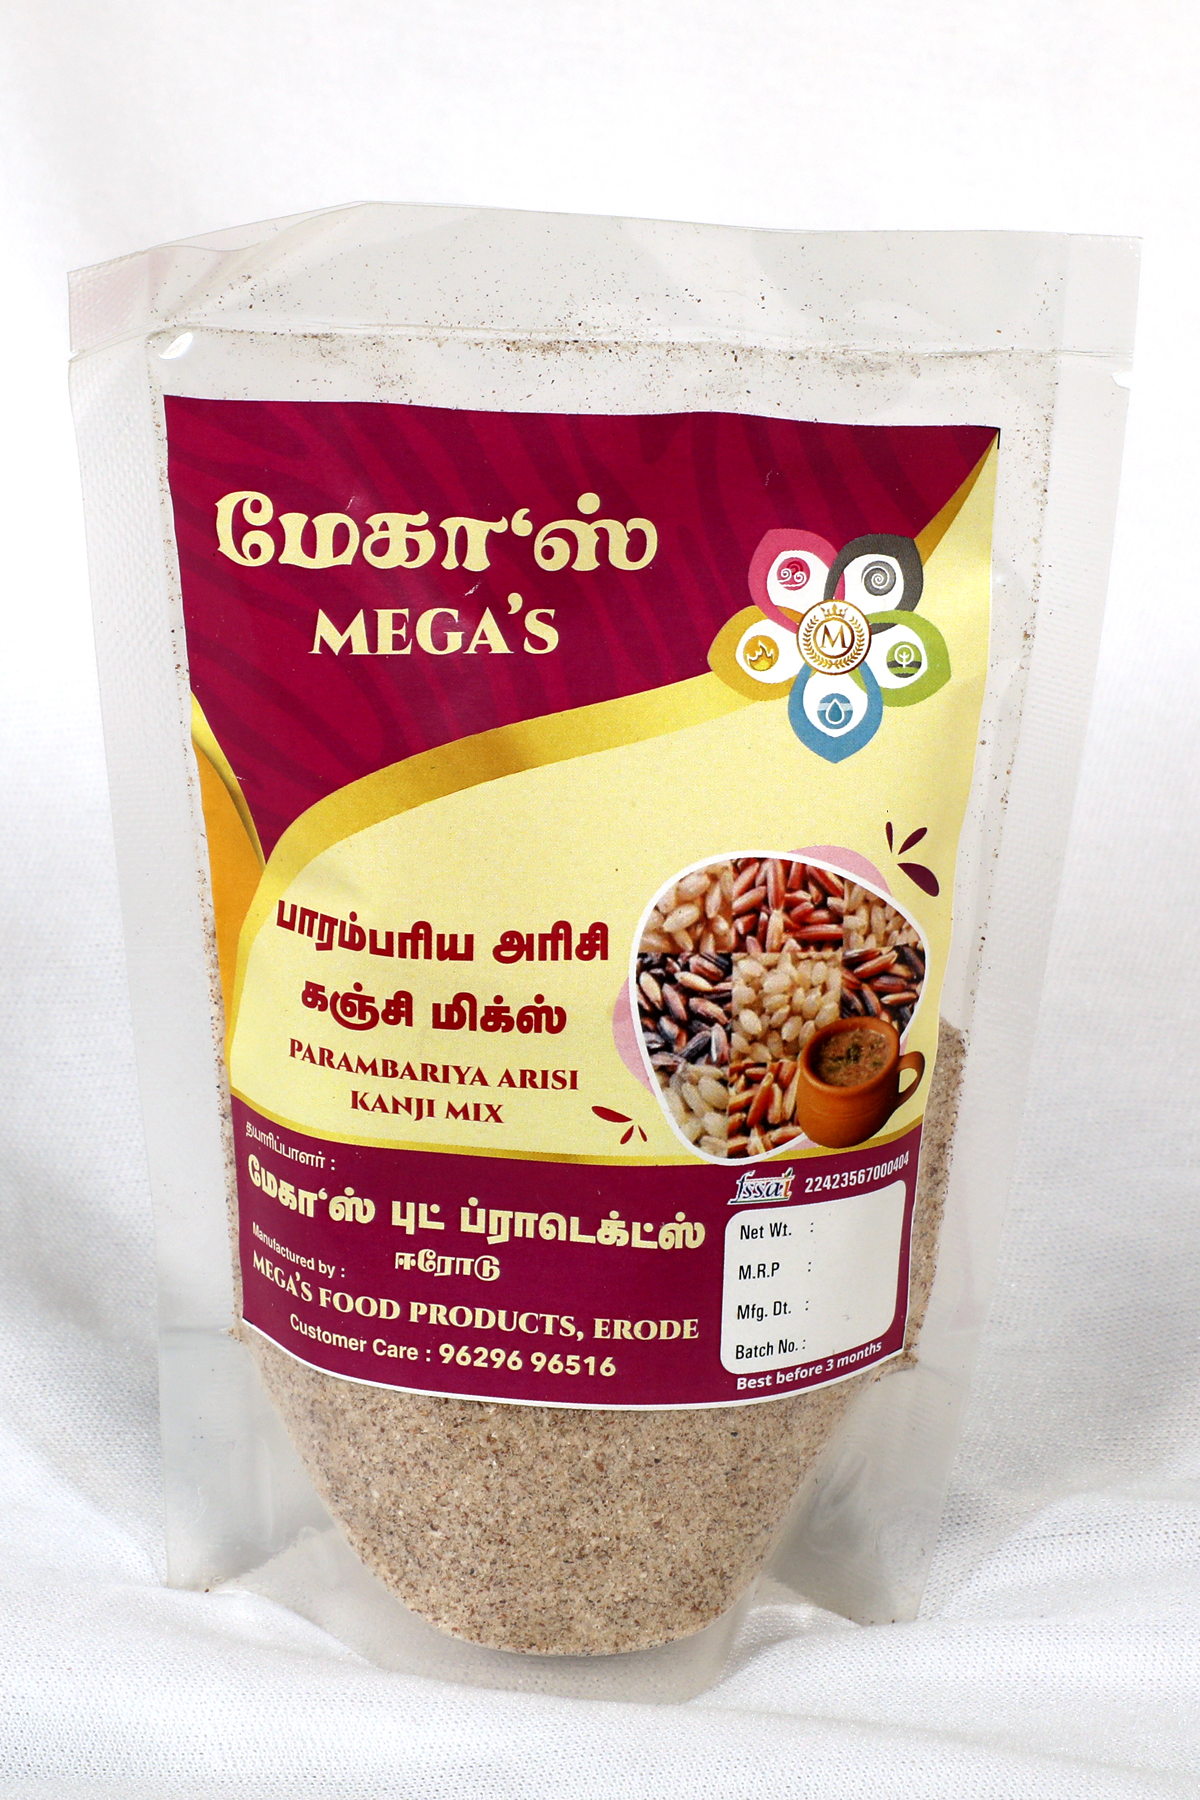 மேகா‘ஸ்
MEGA’S
M
பாரம்பரிய அரிசி
கஞ்சி மிக்ஸ்
PARAMBARIYA ARISI
KANJI MIX
தயாரிப்பாளர் :
மேகா‘ஸ் புட் ப்ராடெக்ட்ஸ்
ஈரோடு
Manufactured by :
MEGA’S FOOD PRODUCTS, ERODE
Customer Care : 96296 96516
fssai 22423567000404
Net Wt. :
M.R.P :
Mfg. Dt. :
Batch No. :
Best before 3 months